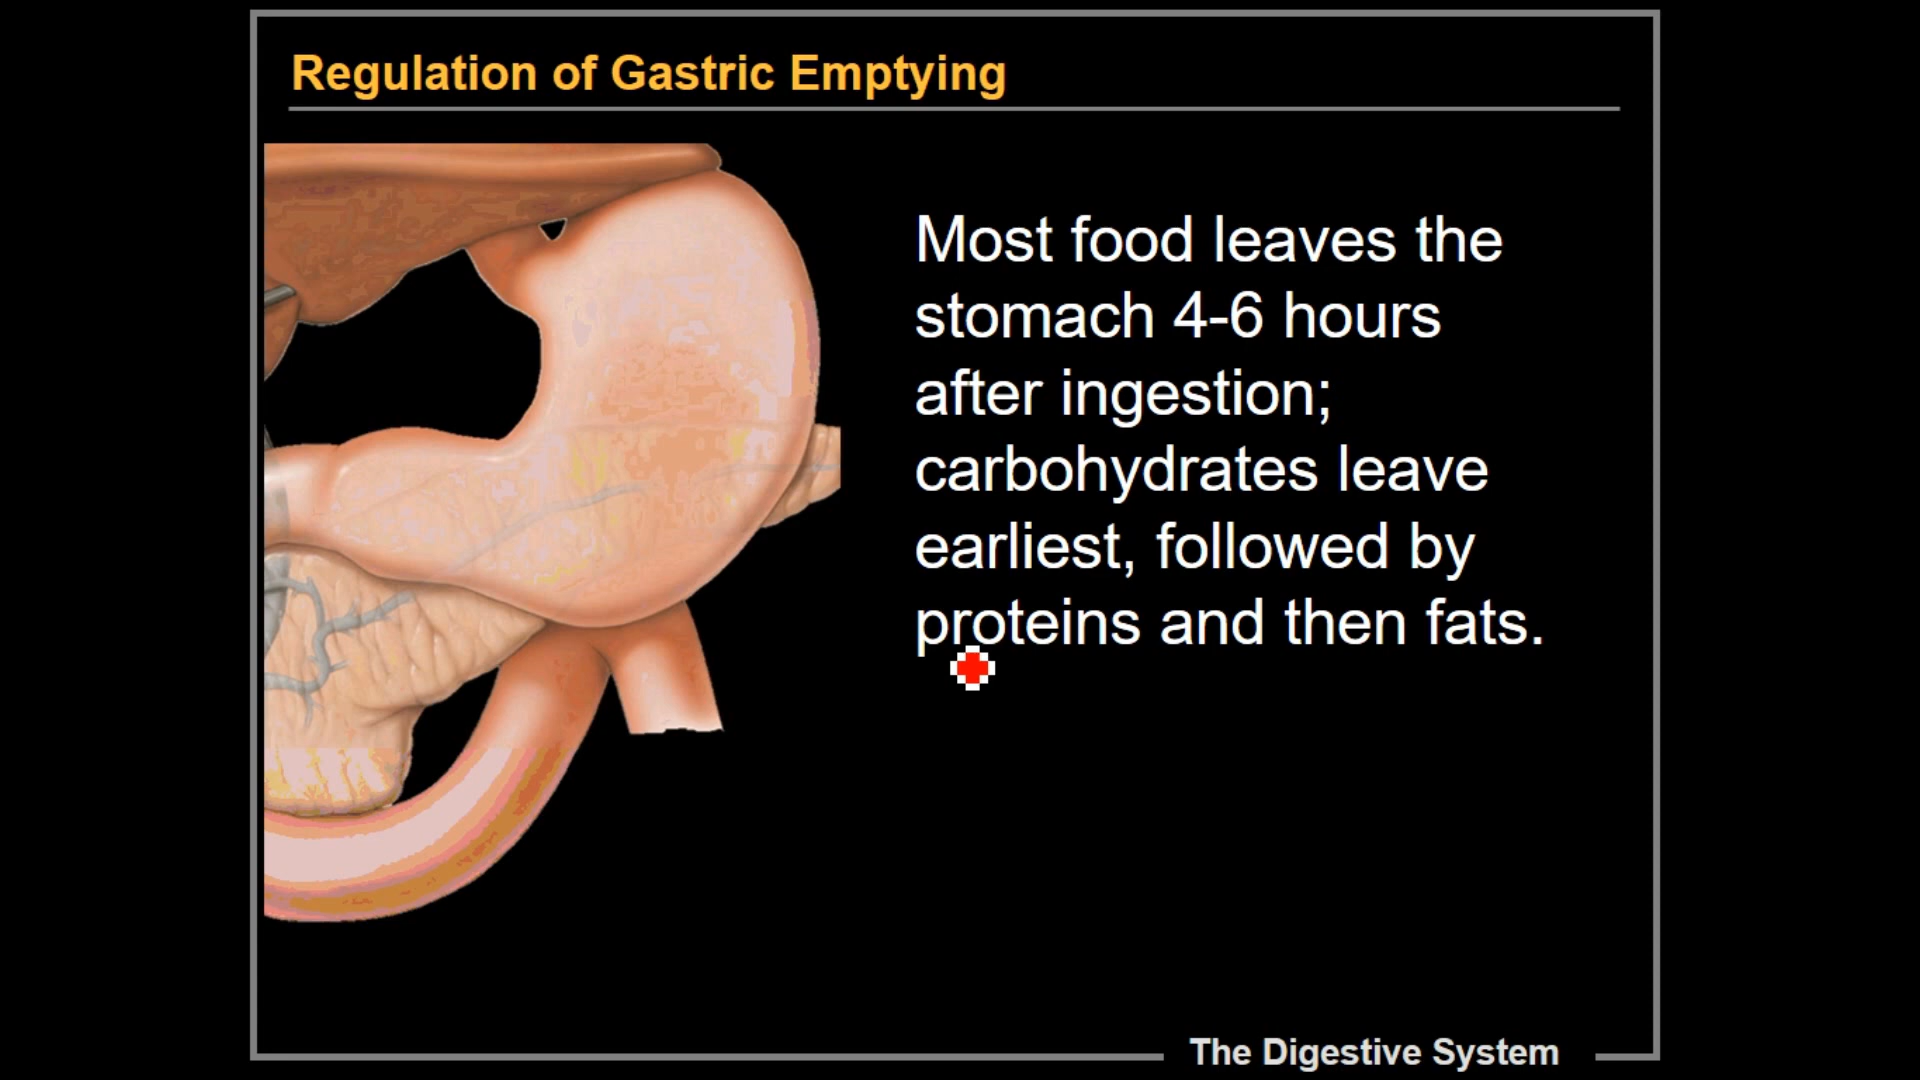 Regulation of Gastric Emptying
Most food leaves the
stomach 4-6 hours
after ingestion;
carbohydrates leave
earliest, followed by
proteins and then fats.
The Digestive System